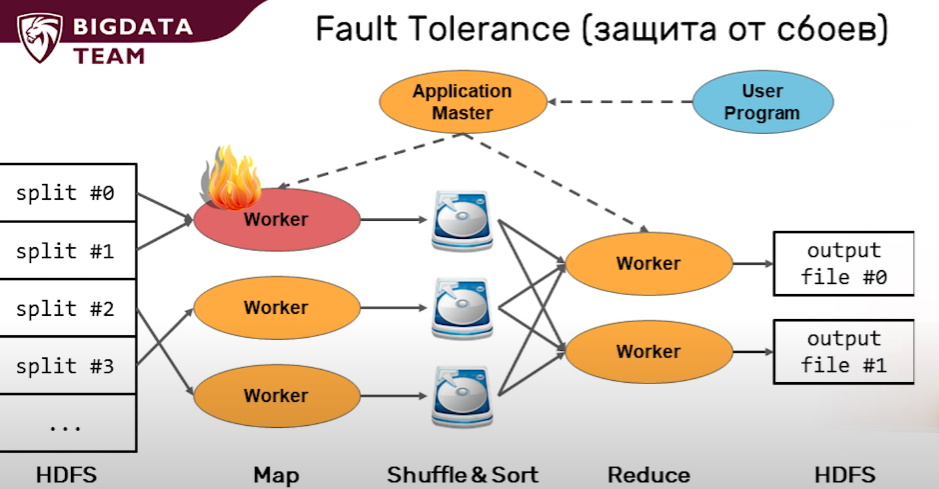 BIGDATA
TEAM
Fault Tolerance (защита от сбоев)
Application
Master
User
Program
split #0
split #1
split #2
split #3
...
Worker
Worker
Worker
Worker
Worker
output
file #0
output
file #1
HDFS
Map
Shuffle & Sort
Reduce
HDFS